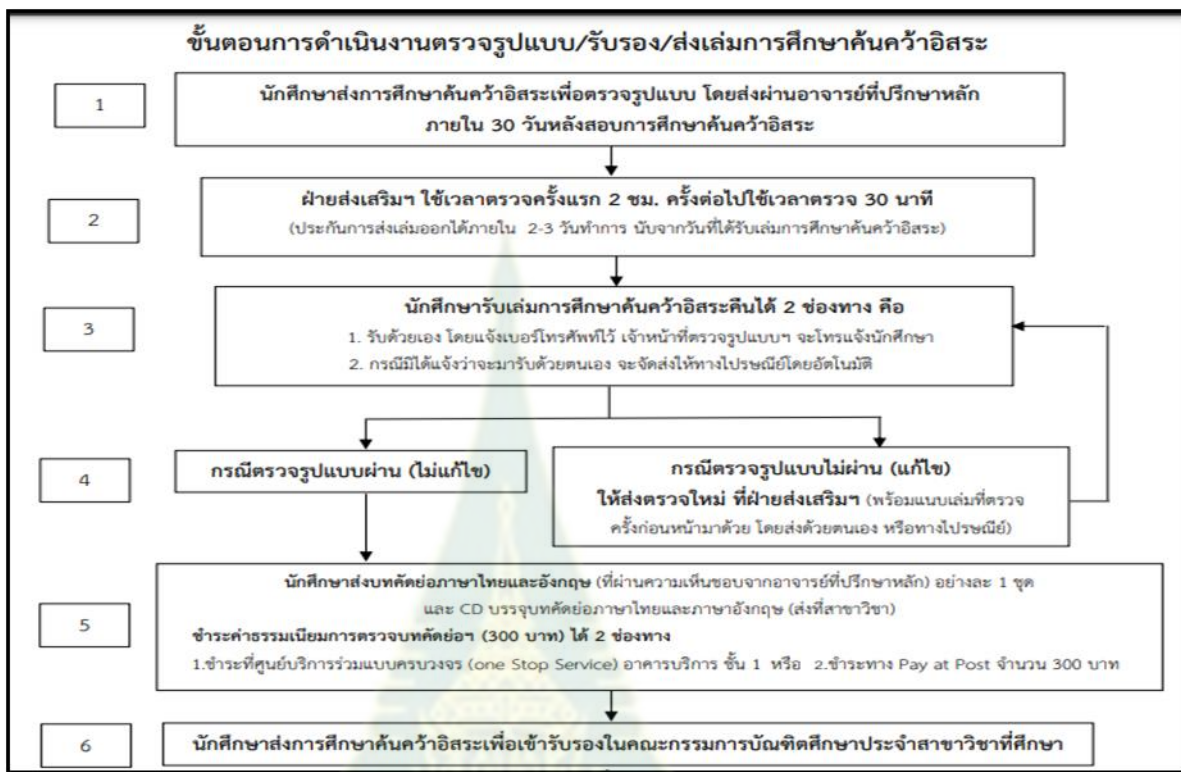 ขั้นตอนการดำเนินงานตรวจรูปแบบ/รับรอง/ส่งเล่มการศึกษาค้นคว้าอิสระ
1
นักศึกษาส่งการศึกษาค้นคว้าอิสระเพื่อตรวจรูปแบบ โดยส่งผ่านอาจารย์ที่ปรึกษาหลัก
ภายใน 30 วันหลังสอบการศึกษาค้นคว้าอิสระ
2
ฝ่ายส่งเสริมฯ ใช้เวลาตรวจครั้งแรก 2 ชม. ครั้งต่อไปใช้เวลาตรวจ 30 นาที
(ประกันการส่งเล่มออกได้ภายใน 2-3 วันทำการ นับจากวันที่ได้รับเล่มการศึกษาค้นคว้าอิสระ)
3
นักศึกษารับเล่มการศึกษาค้นคว้าอิสระคืนได้ 2 ช่องทาง คือ
1. รับด้วยเอง โดยแจ้งเบอร์โทรศัพท์ไว้ เจ้าหน้าที่ตรวจรูปแบบฯ จะโทรแจ้งนักศึกษา
2. กรณีมิได้แจ้งว่าจะมารับด้วยตนเอง จะจัดส่งให้ทางไปรษณีย์โดยอัตโนมัติ
4
กรณีตรวจรูปแบบผ่าน (ไม่แก้ไข)
กรณีตรวจรูปแบบไม่ผ่าน (แก้ไข)
ให้ส่งตรวจใหม่ ที่ฝ่ายส่งเสริมฯ (พร้อมแนบเล่มที่ตรวจ
ครั้งก่อนหน้ามาด้วย โดยส่งด้วยตนเอง หรือทางไปรษณีย์)
5
นักศึกษาส่งบทคัดย่อภาษาไทยและอังกฤษ (ที่ผ่านความเห็นชอบจากอาจารย์ที่ปรึกษาหลัก) อย่างละ 1 ชุด
และ CD บรรจุบทคัดย่อภาษาไทยและภาษาอังกฤษ (ส่งที่สาขาวิชา)
ชำระค่าธรรมเนียมการตรวจบทคัดย่อฯ (300 บาท) ได้ 2 ช่องทาง
1.ชำระที่ศูนย์บริการร่วมแบบครบวงจร (one Stop Service) อาคารบริการ ชั้น 1 หรือ 2.ชำระทาง Pay at Post จำนวน 300 บาท
6
นักศึกษาส่งการศึกษาค้นคว้าอิสระเพื่อเข้ารับรองในคณะกรรมการบัณฑิตศึกษาประจำสาขาวิชาที่ศึกษา